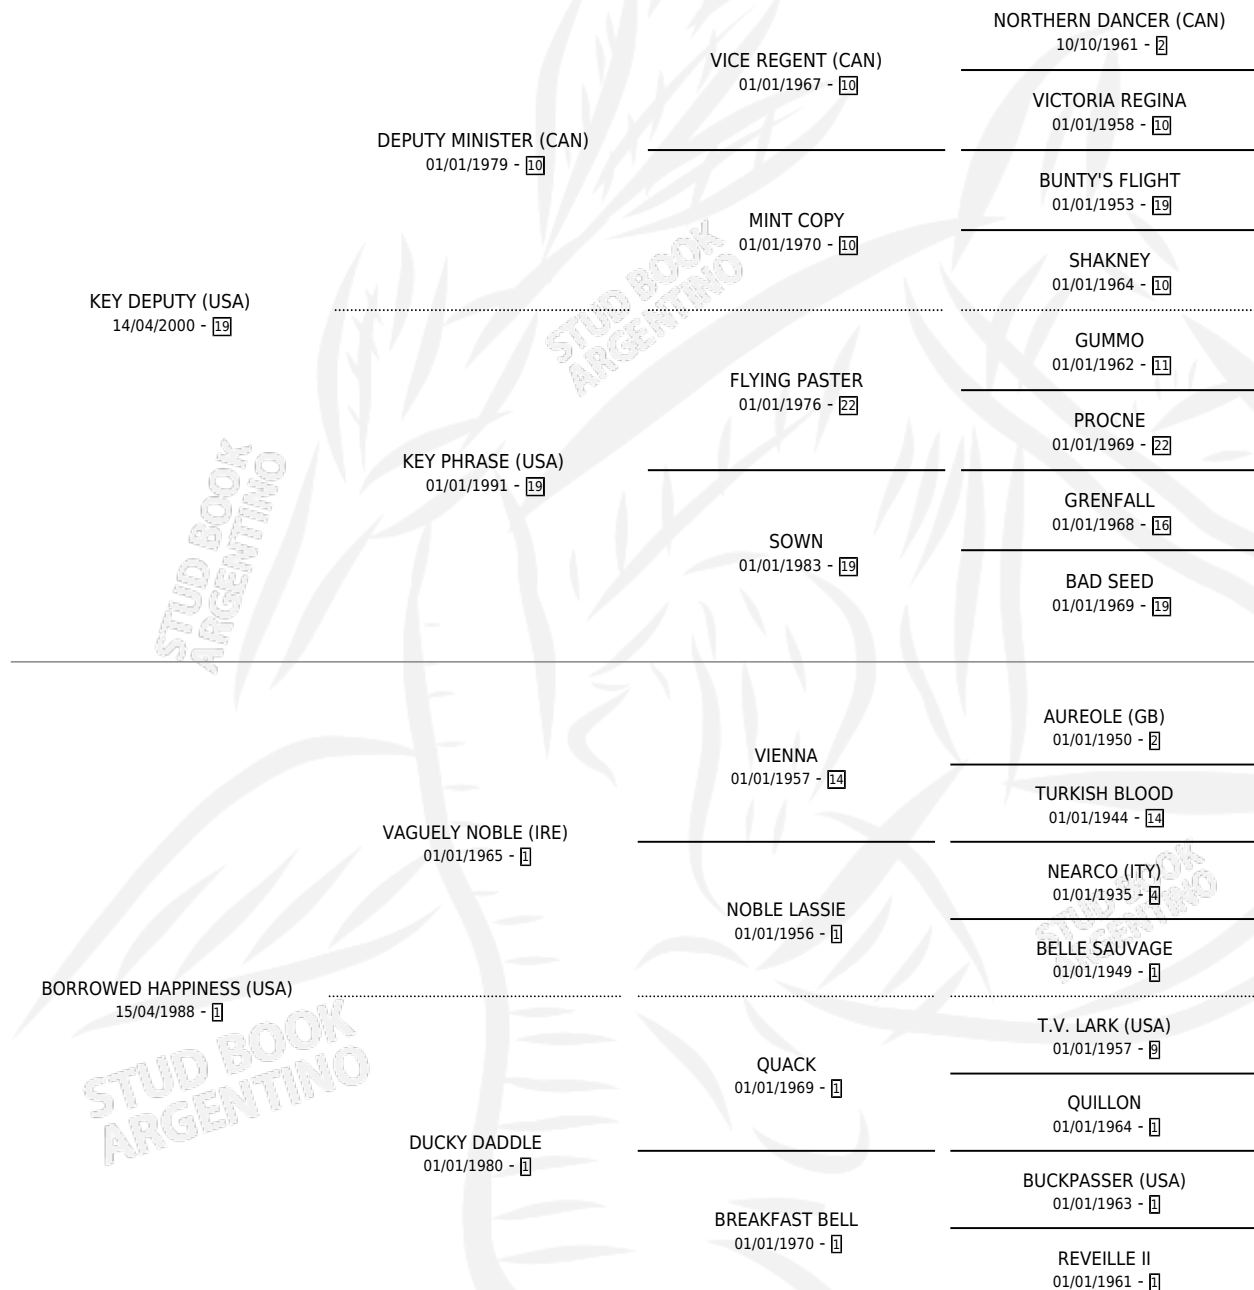 NORTHERN DANCER (CAN)
10/10/1961 - 2
VICE REGENT (CAN)
01/01/1967 - 10
VICTORIA REGINA
01/01/1958 - 10
DEPUTY MINISTER (CAN)
01/01/1979 - 10
BUNTY'S FLIGHT
01/01/1953 - 19
MINT COPY
01/01/1970 - 10
SHAKNEY
01/01/1964 - 10
KEY DEPUTY (USA)
14/04/2000 - 19
GUMMO
01/01/1962 - 11
FLYING PASTER
01/01/1976 - 22
PROCNE
01/01/1969 - 22
KEY PHRASE (USA)
01/01/1991 - 19
GRENFALL
01/01/1968 - 16
SOWN
01/01/1983 - 19
BAD SEED
01/01/1969 - 19
STUD BOOK
ARGENTINO
STUD BOOK
ARGENTINO
AUREOLE (GB)
01/01/1950 - 2
VIENNA
01/01/1957 - 14
TURKISH BLOOD
01/01/1944 - 14
VAGUELY NOBLE (IRE)
01/01/1965 - 1
NEARCO (ITY)
01/01/1935 - 4
NOBLE LASSIE
01/01/1956 - 1
BELLE SAUVAGE
01/01/1949 - 1
STUD BOOK
ARGENTINO
BORROWED HAPPINESS (USA)
15/04/1988 - 1
T.V. LARK (USA)
01/01/1957 - 9
QUACK
01/01/1969 - 1
QUILLON
01/01/1964 - 1
DUCKY DADDLE
01/01/1980 - 1
BUCKPASSER (USA)
01/01/1963 - 1
BREAKFAST BELL
01/01/1970 - 1
REVEILLE II
01/01/1961 - 1
STUD BOOK
ARGENTINO